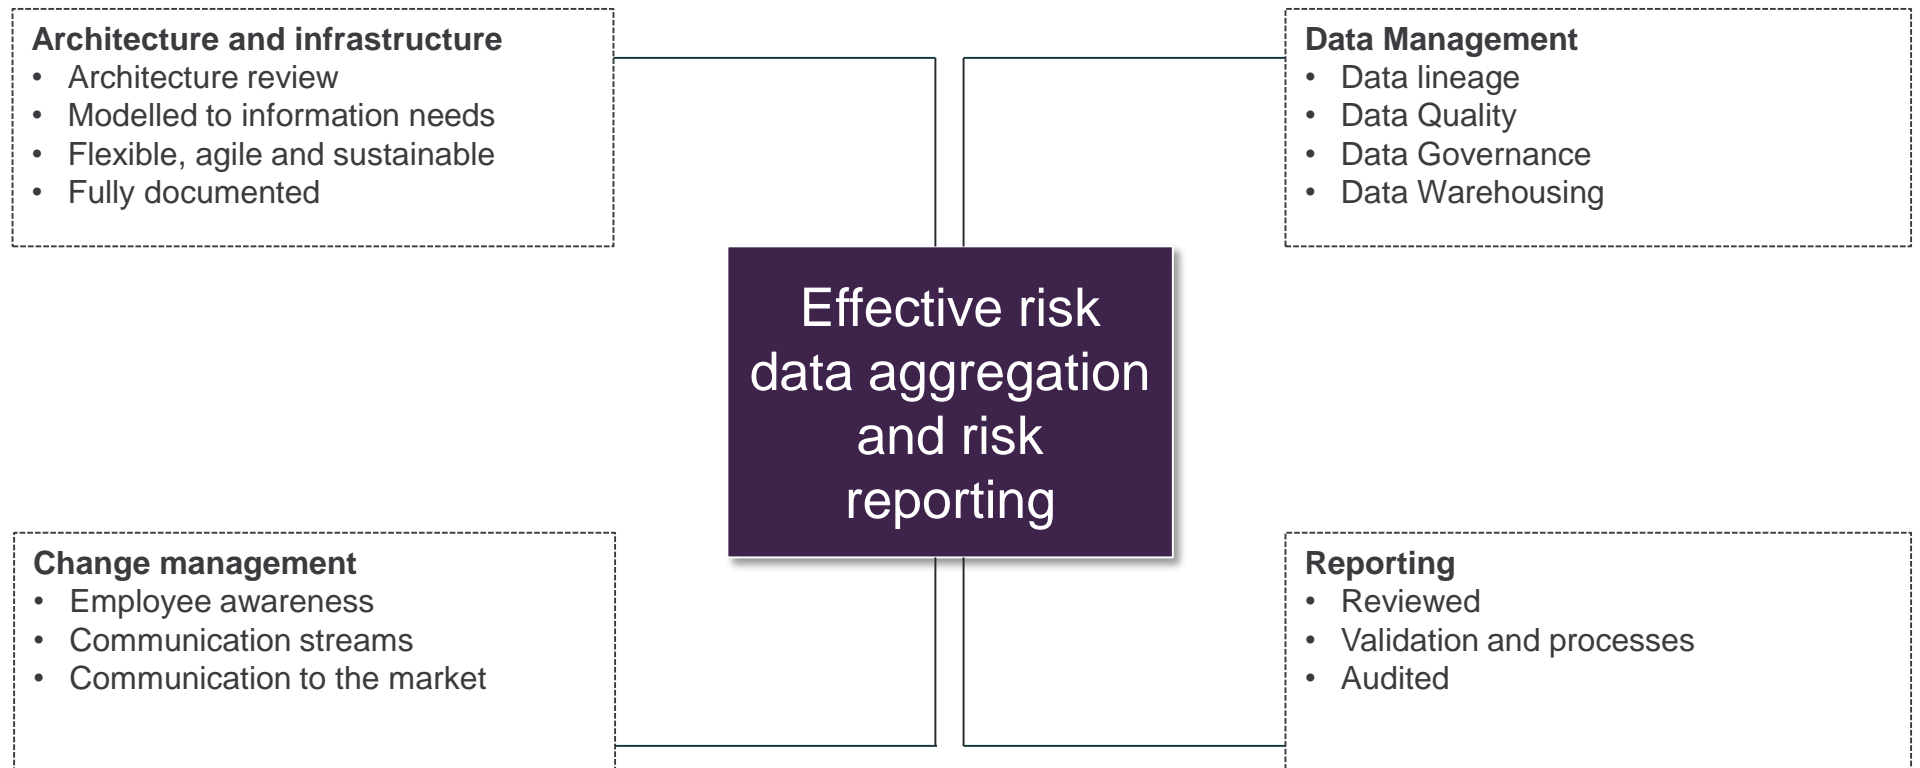 Architecture and infrastructure
• Architecture review
• Modelled to information needs
• Flexible, agile and sustainable
• Fully documented
Data Management
• Data lineage
• Data Quality
• Data Governance
• Data Warehousing
Effective risk
data aggregation
and risk
reporting
Change management
• Employee awareness
• Communication streams
• Communication to the market
Reporting
• Reviewed
• Validation and processes
• Audited